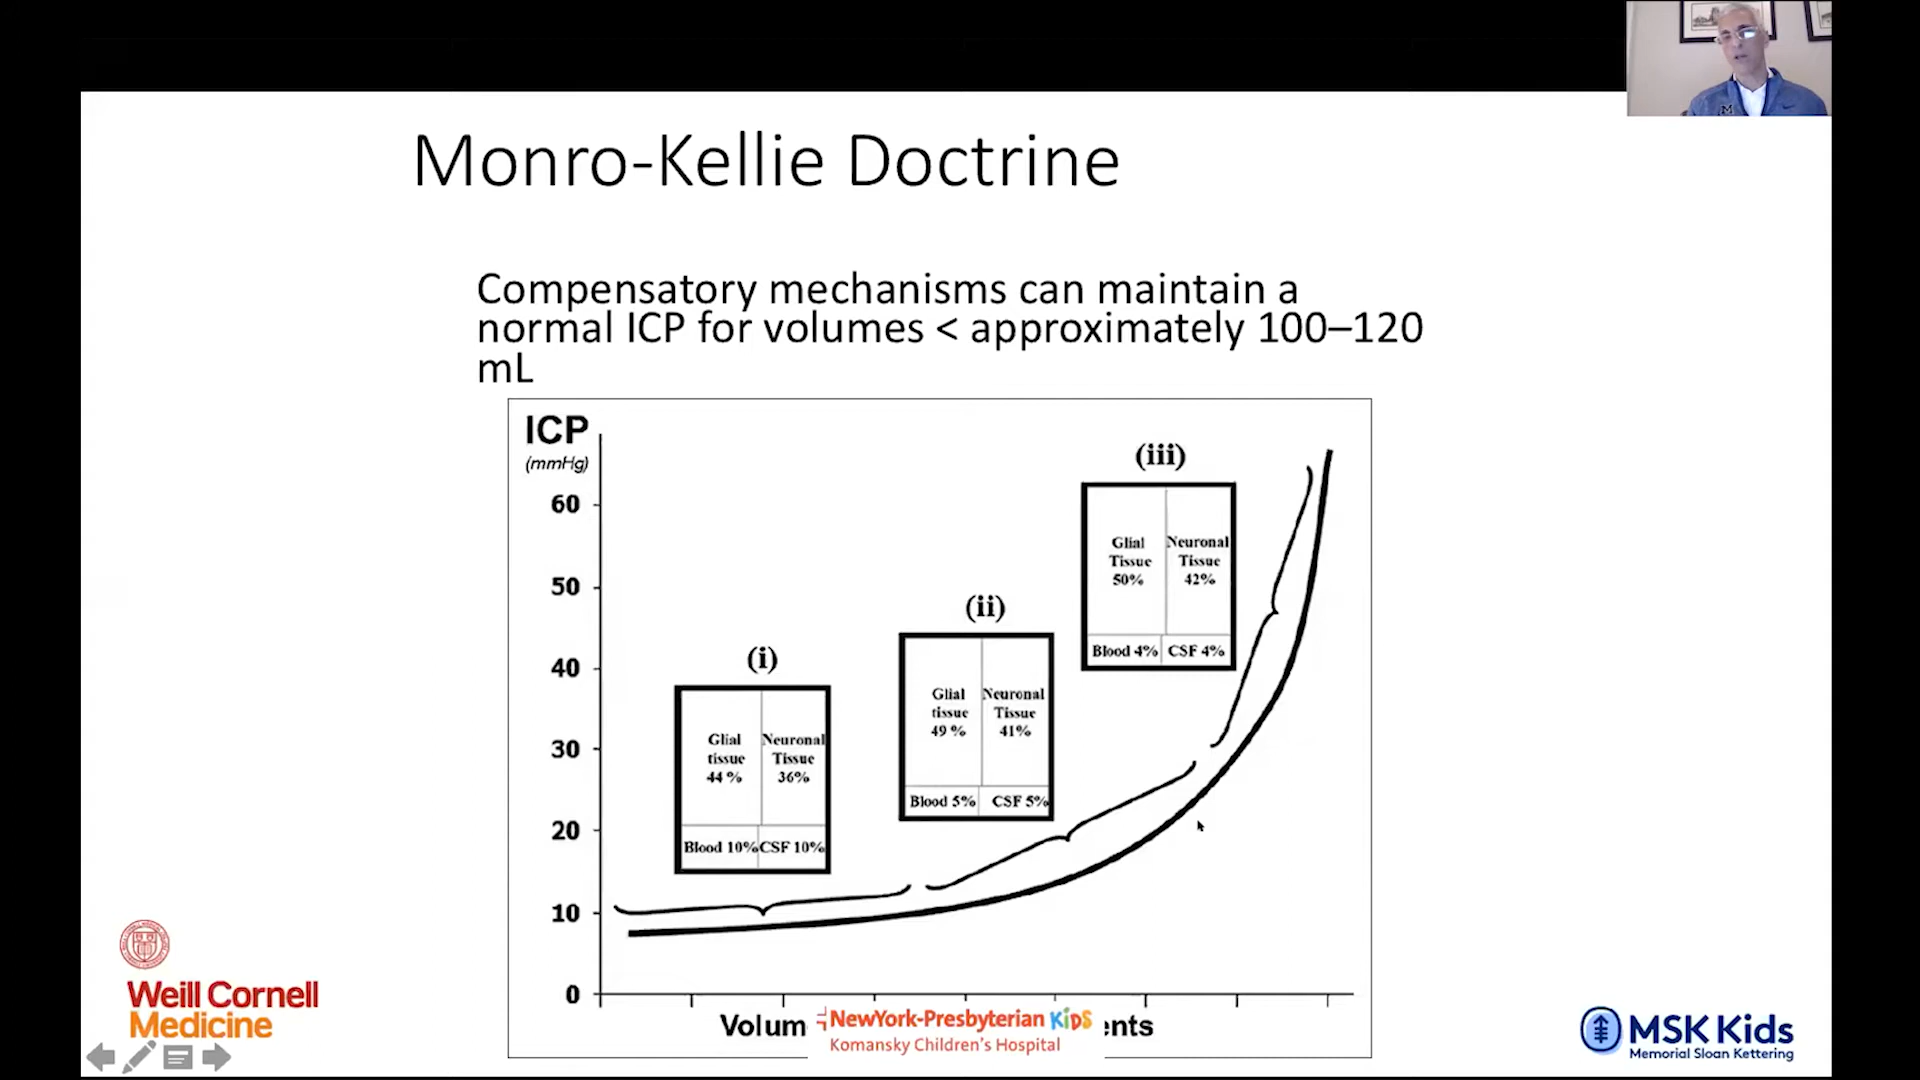 Monro-Kellie Doctrine
Compensatory mechanisms can maintain a
normal ICP for volumes < approximately 100–120
mL
ICP
(mmHg)
60
50
40
30
20
10
0
(i)
Glial
tissue
44 %
Neuronal
Tissue
36%
Blood 10%
CSF 10%
(ii)
Glial
tissue
49 %
Neuronal
Tissue
41%
Blood 5%
CSF 5%
(iii)
Glial
Tissue
50%
Neuronal
Tissue
42%
Blood 4%
CSF 4%
Volum
ents
NewYork-Presbyterian KiDS
Komansky Children's Hospital
Weill Cornell
Medicine
MSK Kids
Memorial Sloan Kettering
M